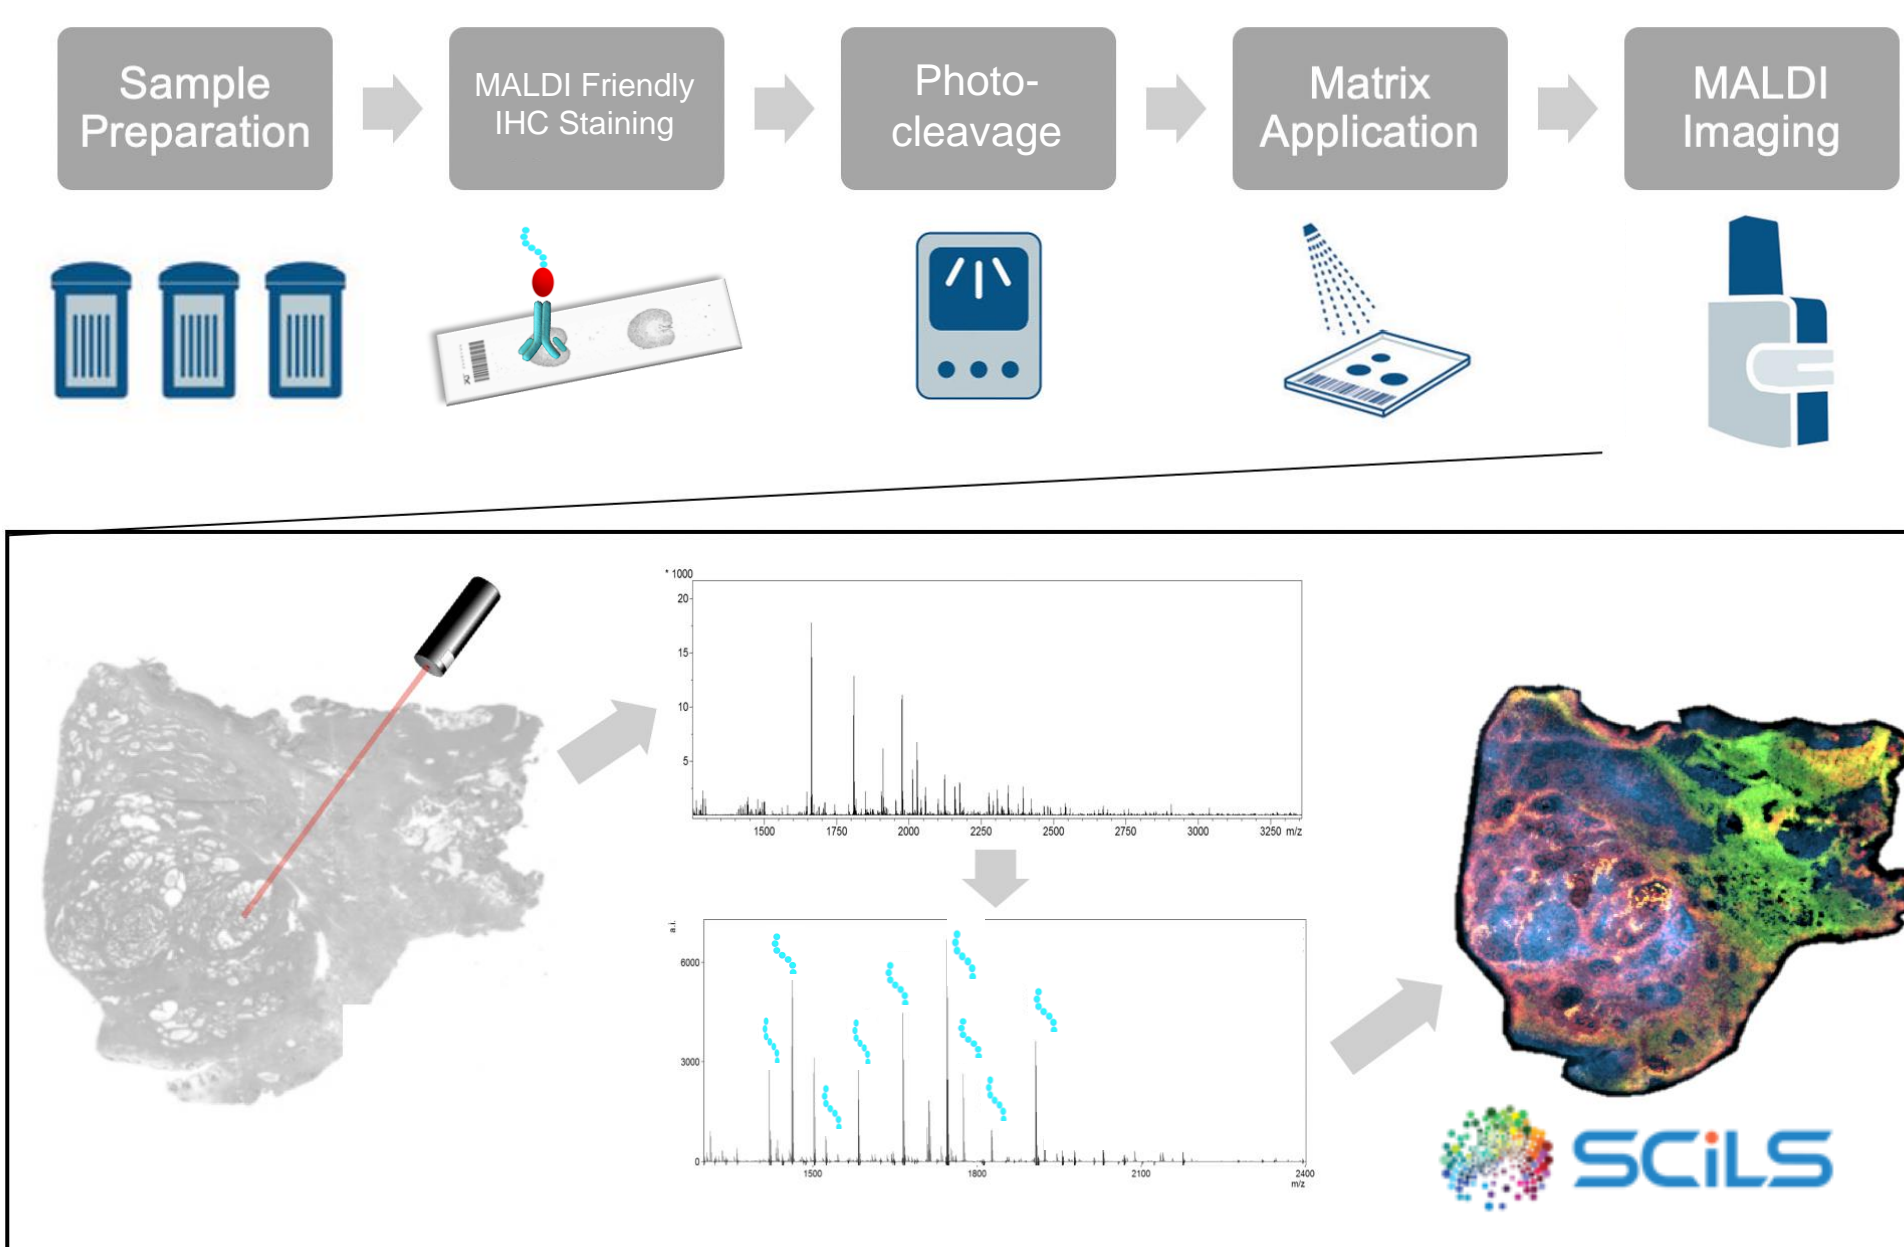 Sample
Preparation
MALDI Friendly
IHC Staining
Photo-
cleavage
Matrix
Application
MALDI
Imaging
* 1000
20
15
10
5
1500 1750 2000 2250 2500 2750 3000 3250 m/z
a.i.
6000
3000
0
1500 1800 2100 2400
m/z
SCiLS